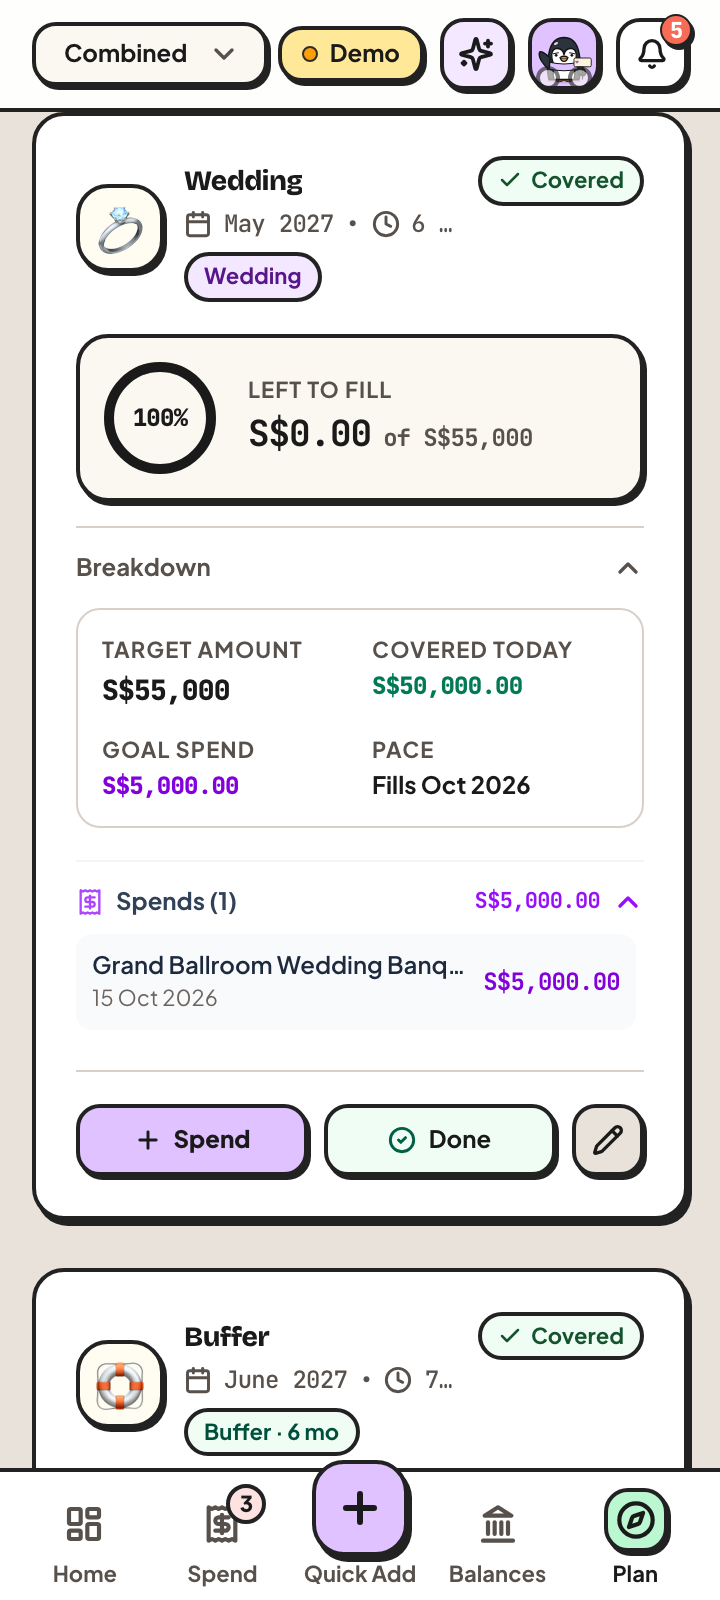 Combined
Demo
5
Wedding
Covered
May 2027 • 6 …
Wedding
100%
LEFT TO FILL
S$0.00 of S$55,000
Breakdown
TARGET AMOUNT
S$55,000
COVERED TODAY
S$50,000.00
GOAL SPEND
S$5,000.00
PACE
Fills Oct 2026
Spends (1)
S$5,000.00
Grand Ballroom Wedding Banq…
15 Oct 2026
S$5,000.00
Spend
Done
Buffer
Covered
June 2027 • 7…
Buffer · 6 mo
Home
3
Spend
Quick Add
Balances
Plan